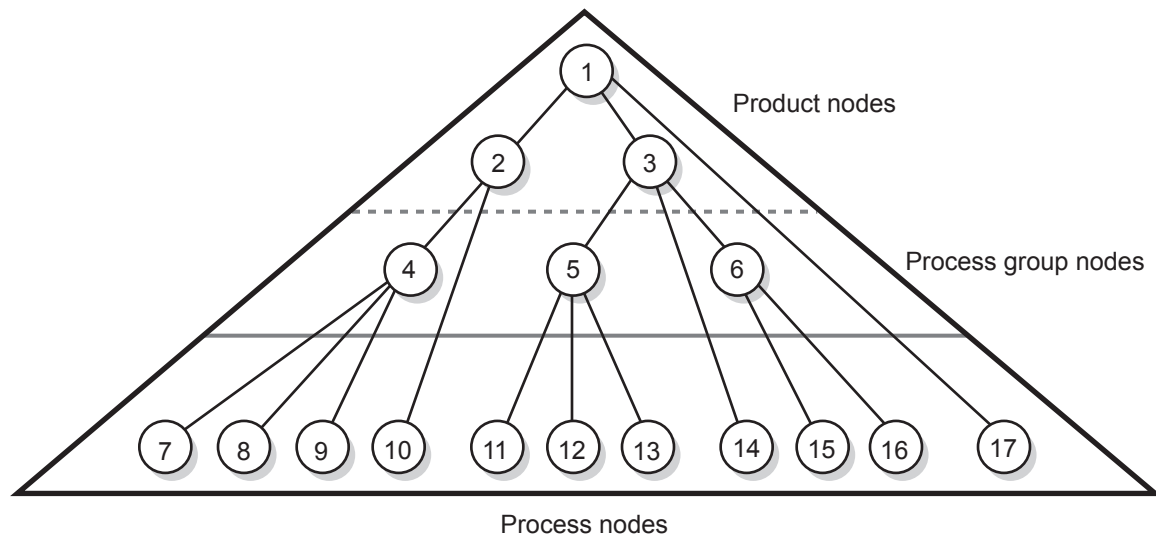 1
Product nodes
2 3
Process group nodes
4 5 6
7 8 9 10 11 12 13 14 15 16 17
Process nodes